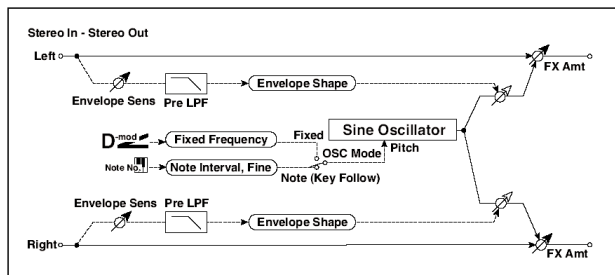 Stereo In - Stereo Out
Left
FX Amt
Envelope Sens Pre LPF
Envelope Shape
D-mod
Fixed Frequency
Fixed
Sine Oscillator
OSC Mode
Pitch
Note No.
Note Interval, Fine
Note (Key Follow)
Envelope Sens Pre LPF
Envelope Shape
Right
FX Amt